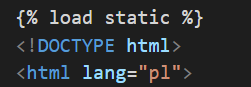 {% load static %}
<!DOCTYPE html>
<html lang="pl">